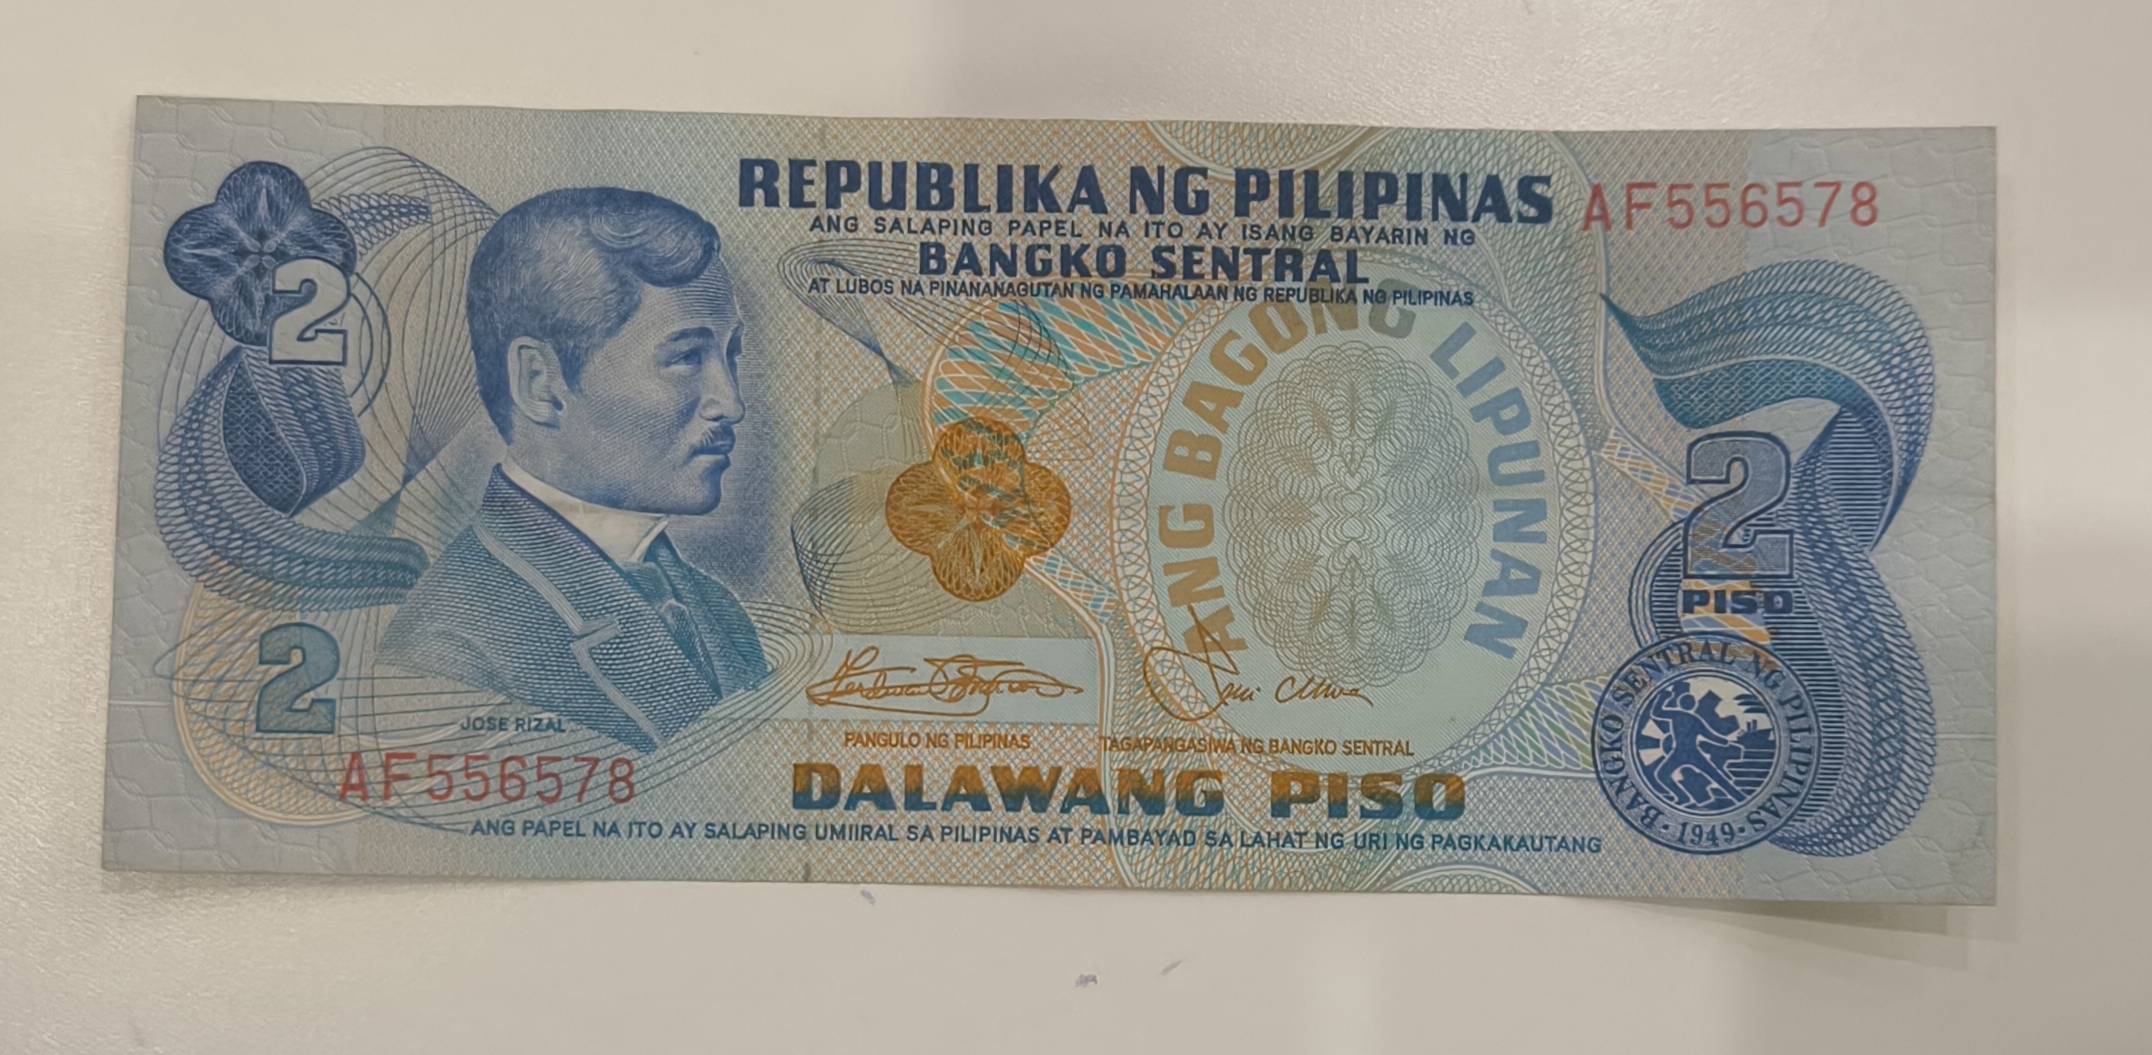 REPUBLIKA NG PILIPINAS
AF556578
ANG SALAPING PAPEL NA ITO AY ISANG BAYARIN NG
BANGKO SENTRAL
AT LUBOS NA PINANANAGUTAN NG PAMAHALAAN NG REPUBLIKA NG PILIPINAS
2
ANG BAGONG LIPUNAN
2
PISO
2
JOSE RIZAL
PANGULO NG PILIPINAS
TAGAPANGASIWA NG BANGKO SENTRAL
AF556578
DALAWANG PISO
BANGKO SENTRAL NG PILIPINAS
1949
ANG PAPEL NA ITO AY SALAPING UMIIRAL SA PILIPINAS AT PAMBAYAD SA LAHAT NG URI NG PAGKAKAUTANG